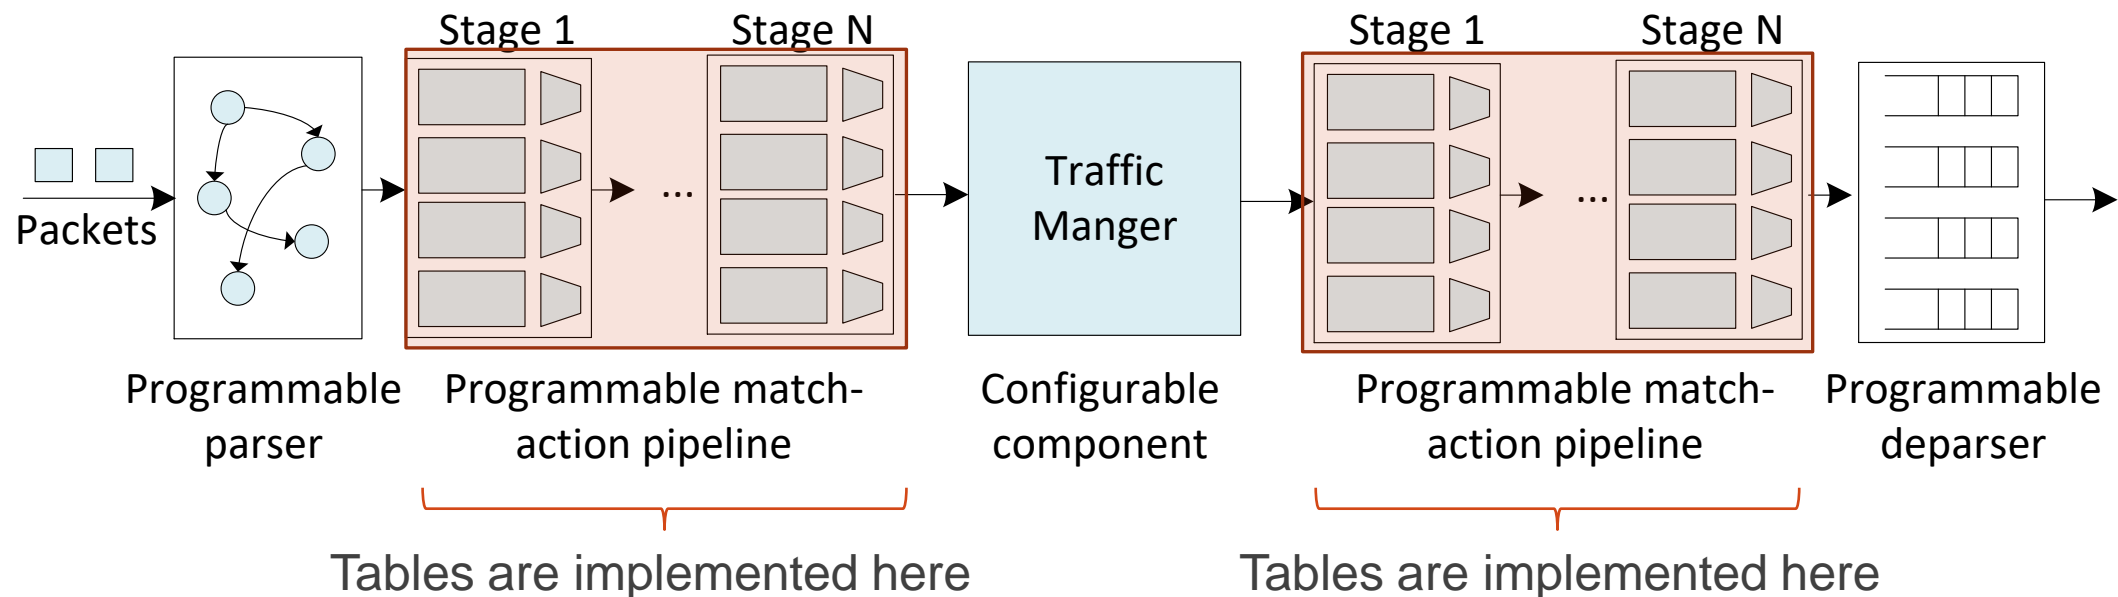 Stage 1
Stage N
Stage 1
Stage N
Packets
...
Traffic
Manger
...
Programmable
parser
Programmable match-
action pipeline
Configurable
component
Programmable match-
action pipeline
Programmable
deparser
Tables are implemented here
Tables are implemented here